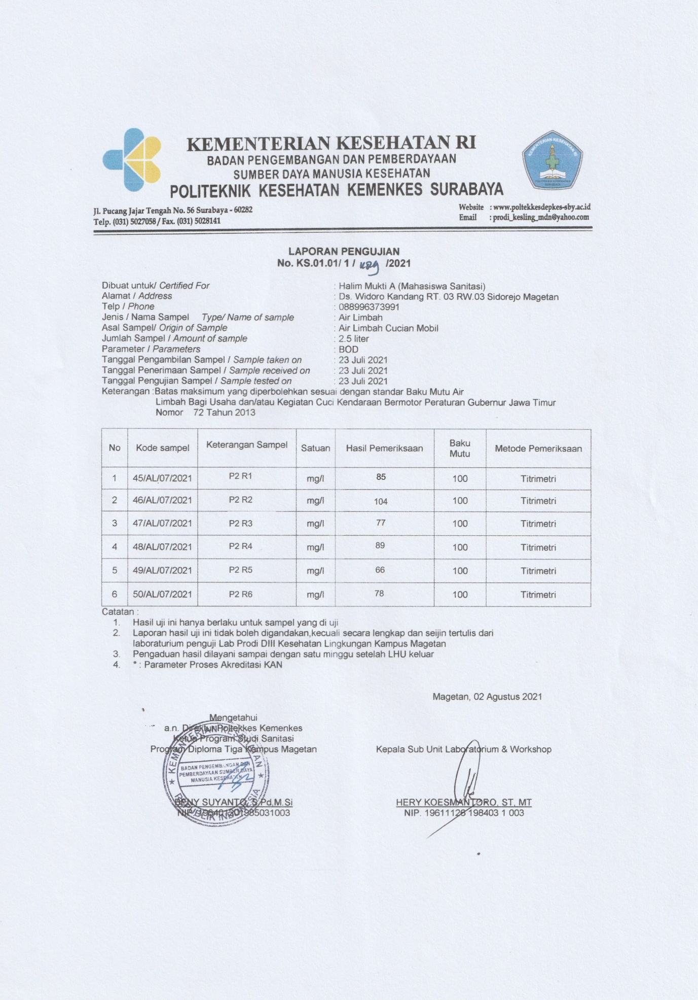 KEMENTERIAN KESEHATAN RI
BADAN PENGEMBANGAN DAN PEMBERDAYAAN
SUMBER DAYA MANUSIA KESEHATAN
POLITEKNIK KESEHATAN KEMENKES SURABAYA
KEMENTERIAN KESEHATAN RI
POLITEKNIK KESEHATAN
SURABAYA
Jl. Pucang Jajar Tengah No. 56 Surabaya - 60282
Telp. (031) 5027058 / Fax. (031) 5028141
Website : www.poltekkesdepkes-sby.ac.id
Email : prodi_kesling_mdn@yahoo.com
LAPORAN PENGUJIAN
No. KS.01.01/ 1 / /2021
Dibuat untuk/ Certified For : Halim Mukti A (Mahasiswa Sanitasi)
Alamat / Address : Ds. Widoro Kandang RT. 03 RW.03 Sidorejo Magetan
Telp / Phone : 088996373991
Jenis / Nama Sampel Type/ Name of sample : Air Limbah
Asal Sampel/ Origin of Sample : Air Limbah Cucian Mobil
Jumlah Sampel / Amount of sample : 2.5 liter
Parameter / Parameters : BOD
Tanggal Pengambilan Sampel / Sample taken on : 23 Juli 2021
Tanggal Penerimaan Sampel / Sample received on : 23 Juli 2021
Tanggal Pengujian Sampel / Sample tested on : 23 Juli 2021
Keterangan :Batas maksimum yang diperbolehkan sesuai dengan standar Baku Mutu Air
Limbah Bagi Usaha dan/atau Kegiatan Cuci Kendaraan Bermotor Peraturan Gubernur Jawa Timur
Nomor 72 Tahun 2013
No Kode sampel Keterangan Sampel Satuan Hasil Pemeriksaan Baku Mutu Metode Pemeriksaan
1 45/AL/07/2021 P2 R1 mg/l 85 100 Titrimetri
2 46/AL/07/2021 P2 R2 mg/l 104 100 Titrimetri
3 47/AL/07/2021 P2 R3 mg/l 77 100 Titrimetri
4 48/AL/07/2021 P2 R4 mg/l 89 100 Titrimetri
5 49/AL/07/2021 P2 R5 mg/l 66 100 Titrimetri
6 50/AL/07/2021 P2 R6 mg/l 78 100 Titrimetri
Catatan :
1. Hasil uji ini hanya berlaku untuk sampel yang di uji
2. Laporan hasil uji ini tidak boleh digandakan,kecuali secara lengkap dan seijin tertulis dari
laboraturium penguji Lab Prodi DIII Kesehatan Lingkungan Kampus Magetan
3. Pengaduan hasil dilayani sampai dengan satu minggu setelah LHU keluar
4. * : Parameter Proses Akreditasi KAN
Magetan, 02 Agustus 2021
Mengetahui
a.n. Direktur Poltekkes Kemenkes
Ketua Program Studi Sanitasi
Program Diploma Tiga Kampus Magetan
Kepala Sub Unit Laboratorium & Workshop
KEMENTERIAN KESEHATAN
BADAN PENGEMBANGAN DAN
PEMBERDAYAAN SUMBER DAYA
MANUSIA KESEHATAN
REPUBLIK INDONESIA
BENY SUYANTO, S.Pd,M.Si
NIP.
HERY KOESMANTORO, ST, MT
NIP. 19611126 198403 1 003